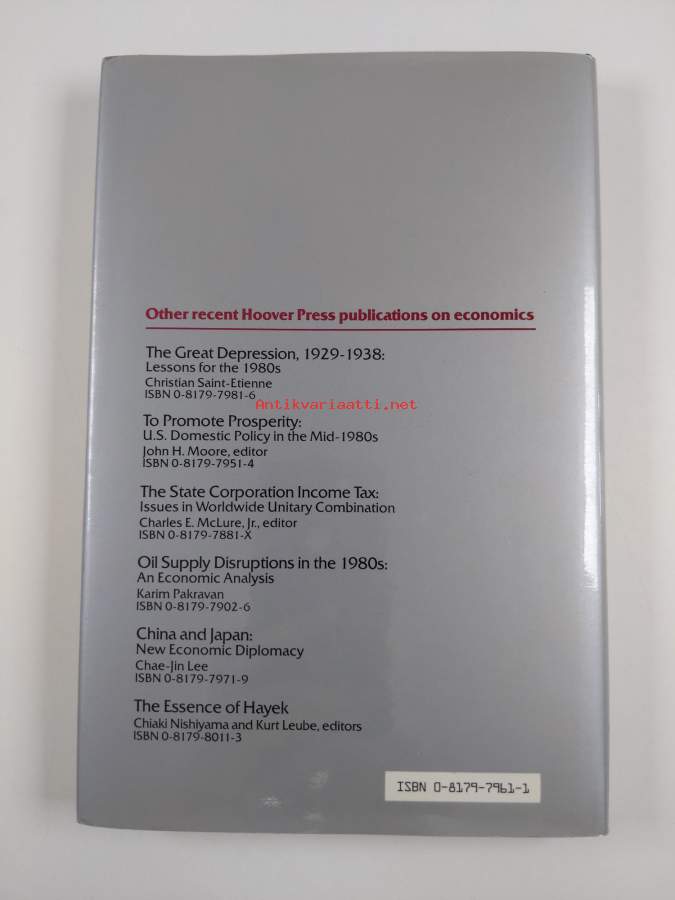 Other recent Hoover Press publications on economics
The Great Depression, 1929-1938:
Lessons for the 1980s
Christian Saint-Etienne
ISBN 0-8179-7981-6
Antikvariaatti.net
To Promote Prosperity:
U.S. Domestic Policy in the Mid-1980s
John H. Moore, editor
ISBN 0-8179-7951-4
The State Corporation Income Tax:
Issues in Worldwide Unitary Combination
Charles E. McLure, Jr., editor
ISBN 0-8179-7881-X
Oil Supply Disruptions in the 1980s:
An Economic Analysis
Karim Pakravan
ISBN 0-8179-7902-6
China and Japan:
New Economic Diplomacy
Chae-Jin Lee
ISBN 0-8179-7971-9
The Essence of Hayek
Chiaki Nishiyama and Kurt Leube, editors
ISBN 0-8179-8011-3
ISBN 0-8179-7961-1